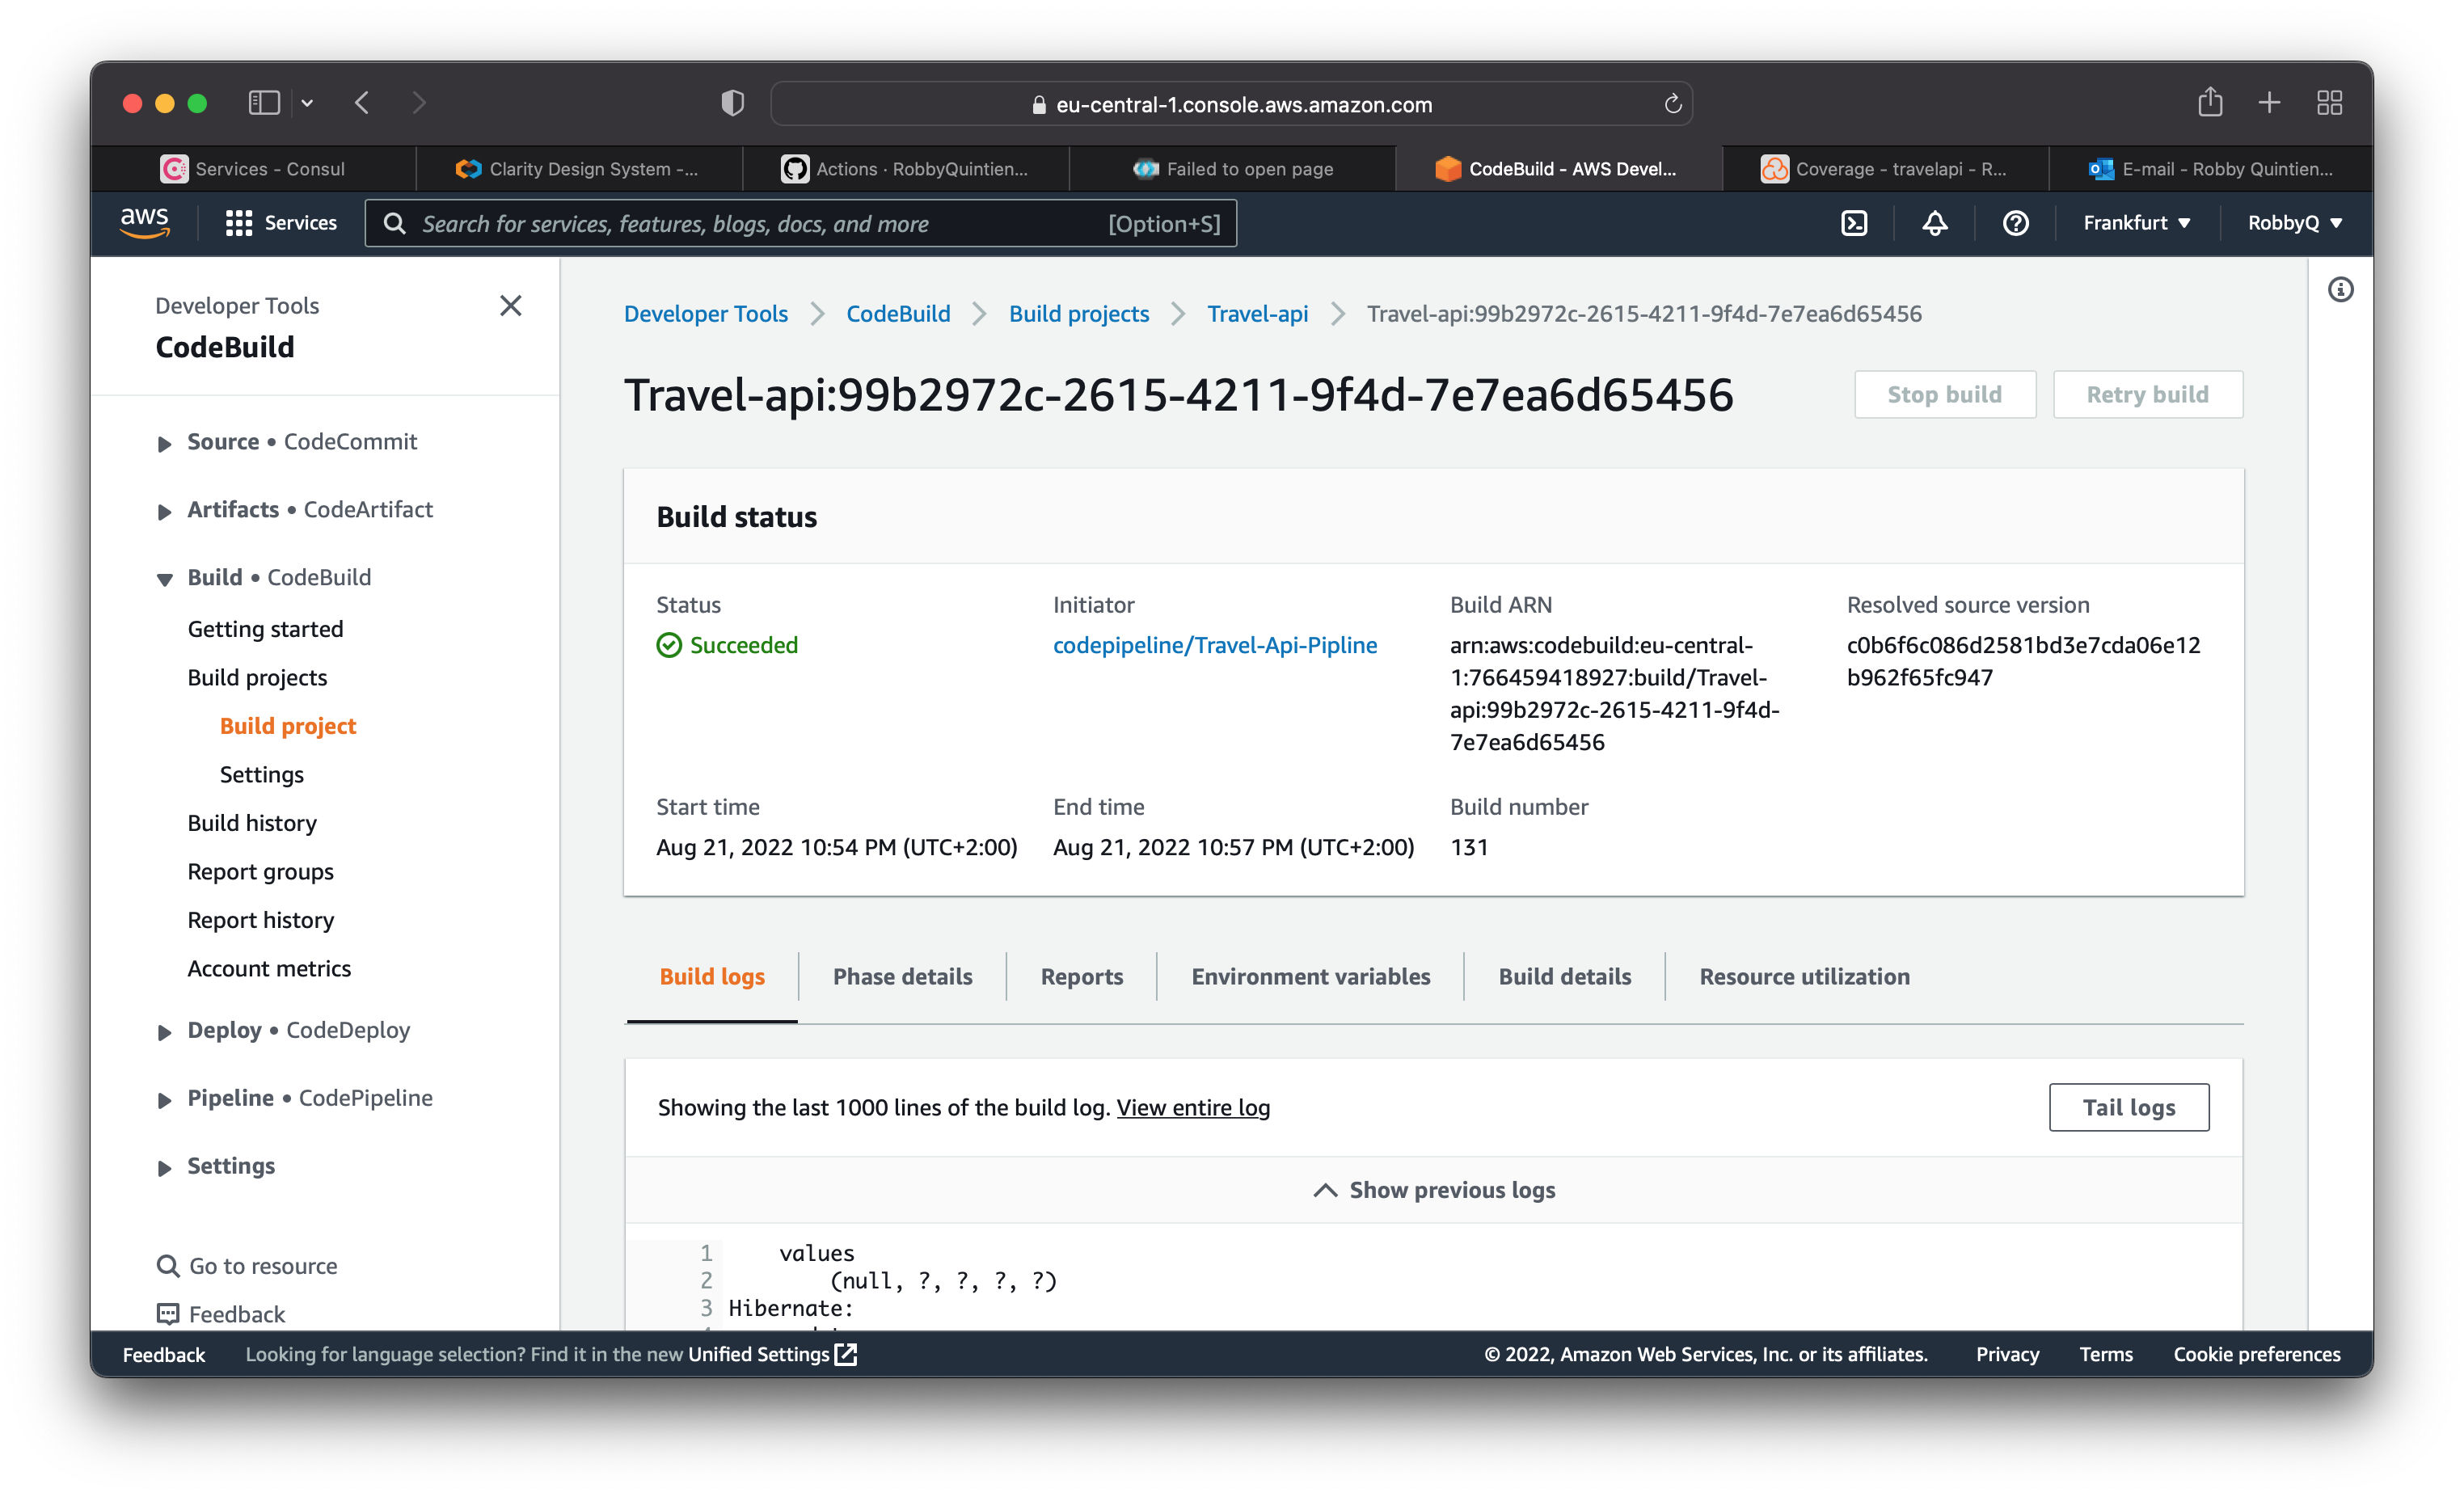 eu-central-1.console.aws.amazon.com
Services - Consul
Clarity Design System -...
Actions · RobbyQuintien...
Failed to open page
CodeBuild - AWS Devel...
Coverage - travelapi - R...
E-mail - Robby Quintien...
aws
Services
Search for services, features, blogs, docs, and more
[Option+S]
Frankfurt
RobbyQ
Developer Tools
CodeBuild
Source • CodeCommit
Artifacts • CodeArtifact
Build • CodeBuild
Getting started
Build projects
Build project
Settings
Build history
Report groups
Report history
Account metrics
Deploy • CodeDeploy
Pipeline • CodePipeline
Settings
Go to resource
Feedback
Developer Tools
CodeBuild
Build projects
Travel-api
Travel-api:99b2972c-2615-4211-9f4d-7e7ea6d65456
Travel-api:99b2972c-2615-4211-9f4d-7e7ea6d65456
Stop build
Retry build
Build status
Status
Succeeded
Initiator
codepipeline/Travel-Api-Pipline
Build ARN
arn:aws:codebuild:eu-central-
1:766459418927:build/Travel-
api:99b2972c-2615-4211-9f4d-
7e7ea6d65456
Resolved source version
c0b6f6c086d2581bd3e7cda06e12
b962f65fc947
Start time
Aug 21, 2022 10:54 PM (UTC+2:00)
End time
Aug 21, 2022 10:57 PM (UTC+2:00)
Build number
131
Build logs
Phase details
Reports
Environment variables
Build details
Resource utilization
Showing the last 1000 lines of the build log. View entire log
Tail logs
Show previous logs
1 values
2 (null, ?, ?, ?, ?)
3 Hibernate:
Feedback
Looking for language selection? Find it in the new Unified Settings
© 2022, Amazon Web Services, Inc. or its affiliates.
Privacy
Terms
Cookie preferences